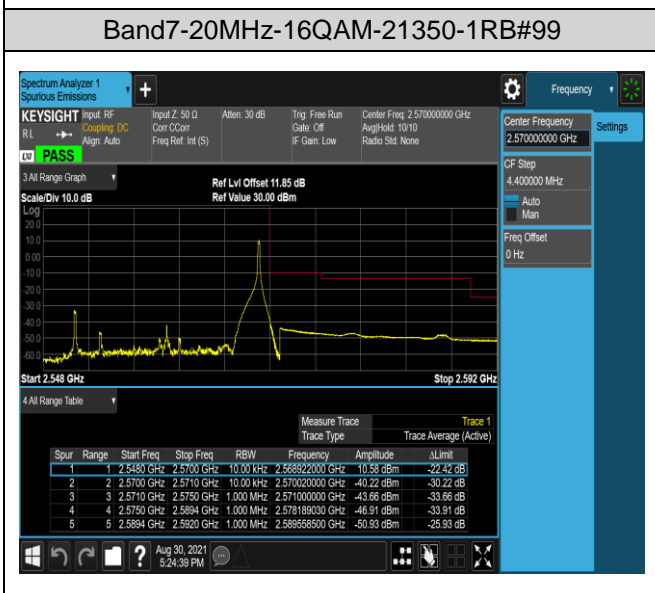 Band7-20MHz-16QAM-21350-1RB#99
Spectrum Analyzer 1
Spurious Emissions
Frequency
KEYSIGHT
RL
LXI
PASS
Input: RF
Coupling: DC
Align: Auto
Input Z: 50 Ω
Corr CCorr
Freq Ref: Int (S)
Atten: 30 dB
Trig: Free Run
Gate: Off
IF Gain: Low
Center Freq: 2.570000000 GHz
Avg|Hold: 10/10
Radio Std: None
Center Frequency
2.570000000 GHz
Settings
CF Step
4.400000 MHz
Auto
Man
Freq Offset
0 Hz
3 All Range Graph
Scale/Div 10.0 dB
Ref Lvl Offset 11.85 dB
Ref Value 30.00 dBm
Log
20.0
10.0
0.00
-10.0
-20.0
-30.0
-40.0
-50.0
-60.0
Start 2.548 GHz
Stop 2.592 GHz
4 All Range Table
Measure Trace Trace 1
Trace Type Trace Average (Active)
Spur Range Start Freq Stop Freq RBW Frequency Amplitude ΔLimit
1 1 2.5480 GHz 2.5700 GHz 10.00 kHz 2.568922000 GHz 10.58 dBm -22.42 dB
2 2 2.5700 GHz 2.5710 GHz 10.00 kHz 2.570020000 GHz -40.22 dBm -30.22 dB
3 3 2.5710 GHz 2.5750 GHz 1.000 MHz 2.571000000 GHz -43.66 dBm -33.66 dB
4 4 2.5750 GHz 2.5894 GHz 1.000 MHz 2.578189030 GHz -46.91 dBm -33.91 dB
5 5 2.5894 GHz 2.5920 GHz 1.000 MHz 2.589558500 GHz -50.93 dBm -25.93 dB
Aug 30, 2021
5:24:39 PM